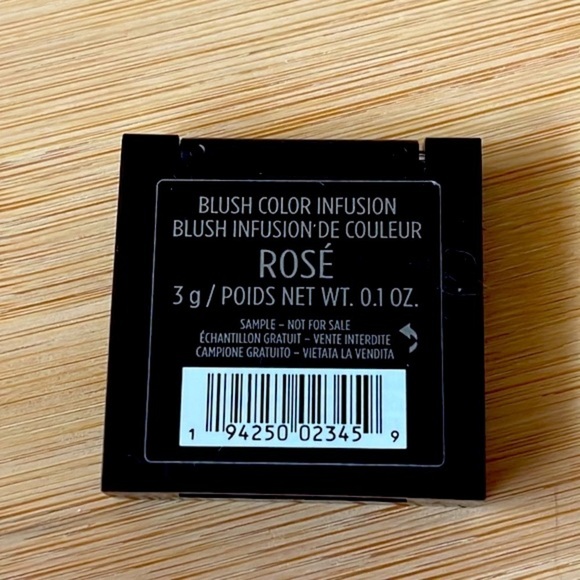 BLUSH COLOR INFUSION
BLUSH INFUSION DE COULEUR
ROSÉ
3 g / POIDS NET WT. 0.1 OZ.
SAMPLE – NOT FOR SALE
ÉCHANTILLON GRATUIT – VENTE INTERDITE
CAMPIONE GRATUITO – VIETATA LA VENDITA
1 94250 02345 9